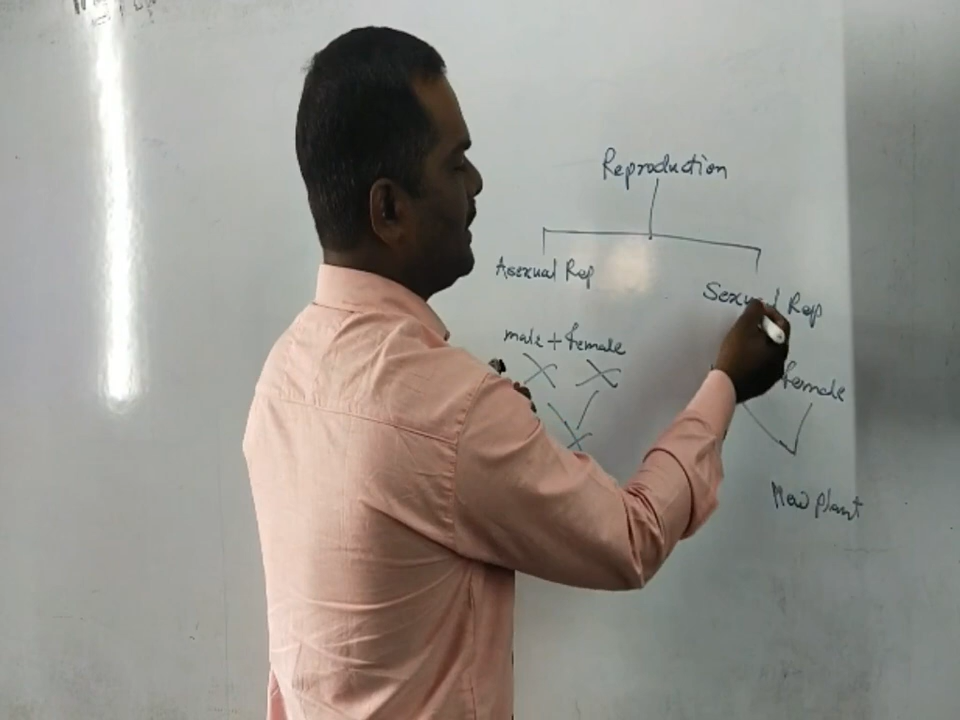 Reproduction
Asexual Rep
Sexual Rep
male + female
female
New plant